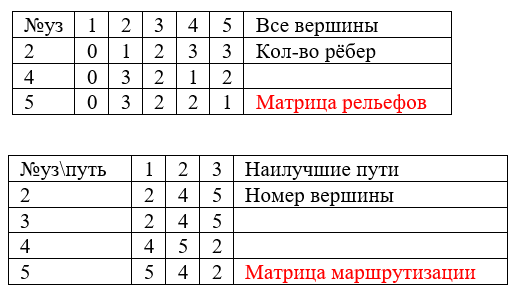 №уз 1 2 3 4 5 Все вершины
2 0 1 2 3 3 Кол-во рёбер
4 0 3 2 1 2
5 0 3 2 2 1 Матрица рельефов
№уз\путь 1 2 3 Наилучшие пути
2 2 4 5 Номер вершины
3 2 4 5
4 4 5 2
5 5 4 2 Матрица маршрутизации